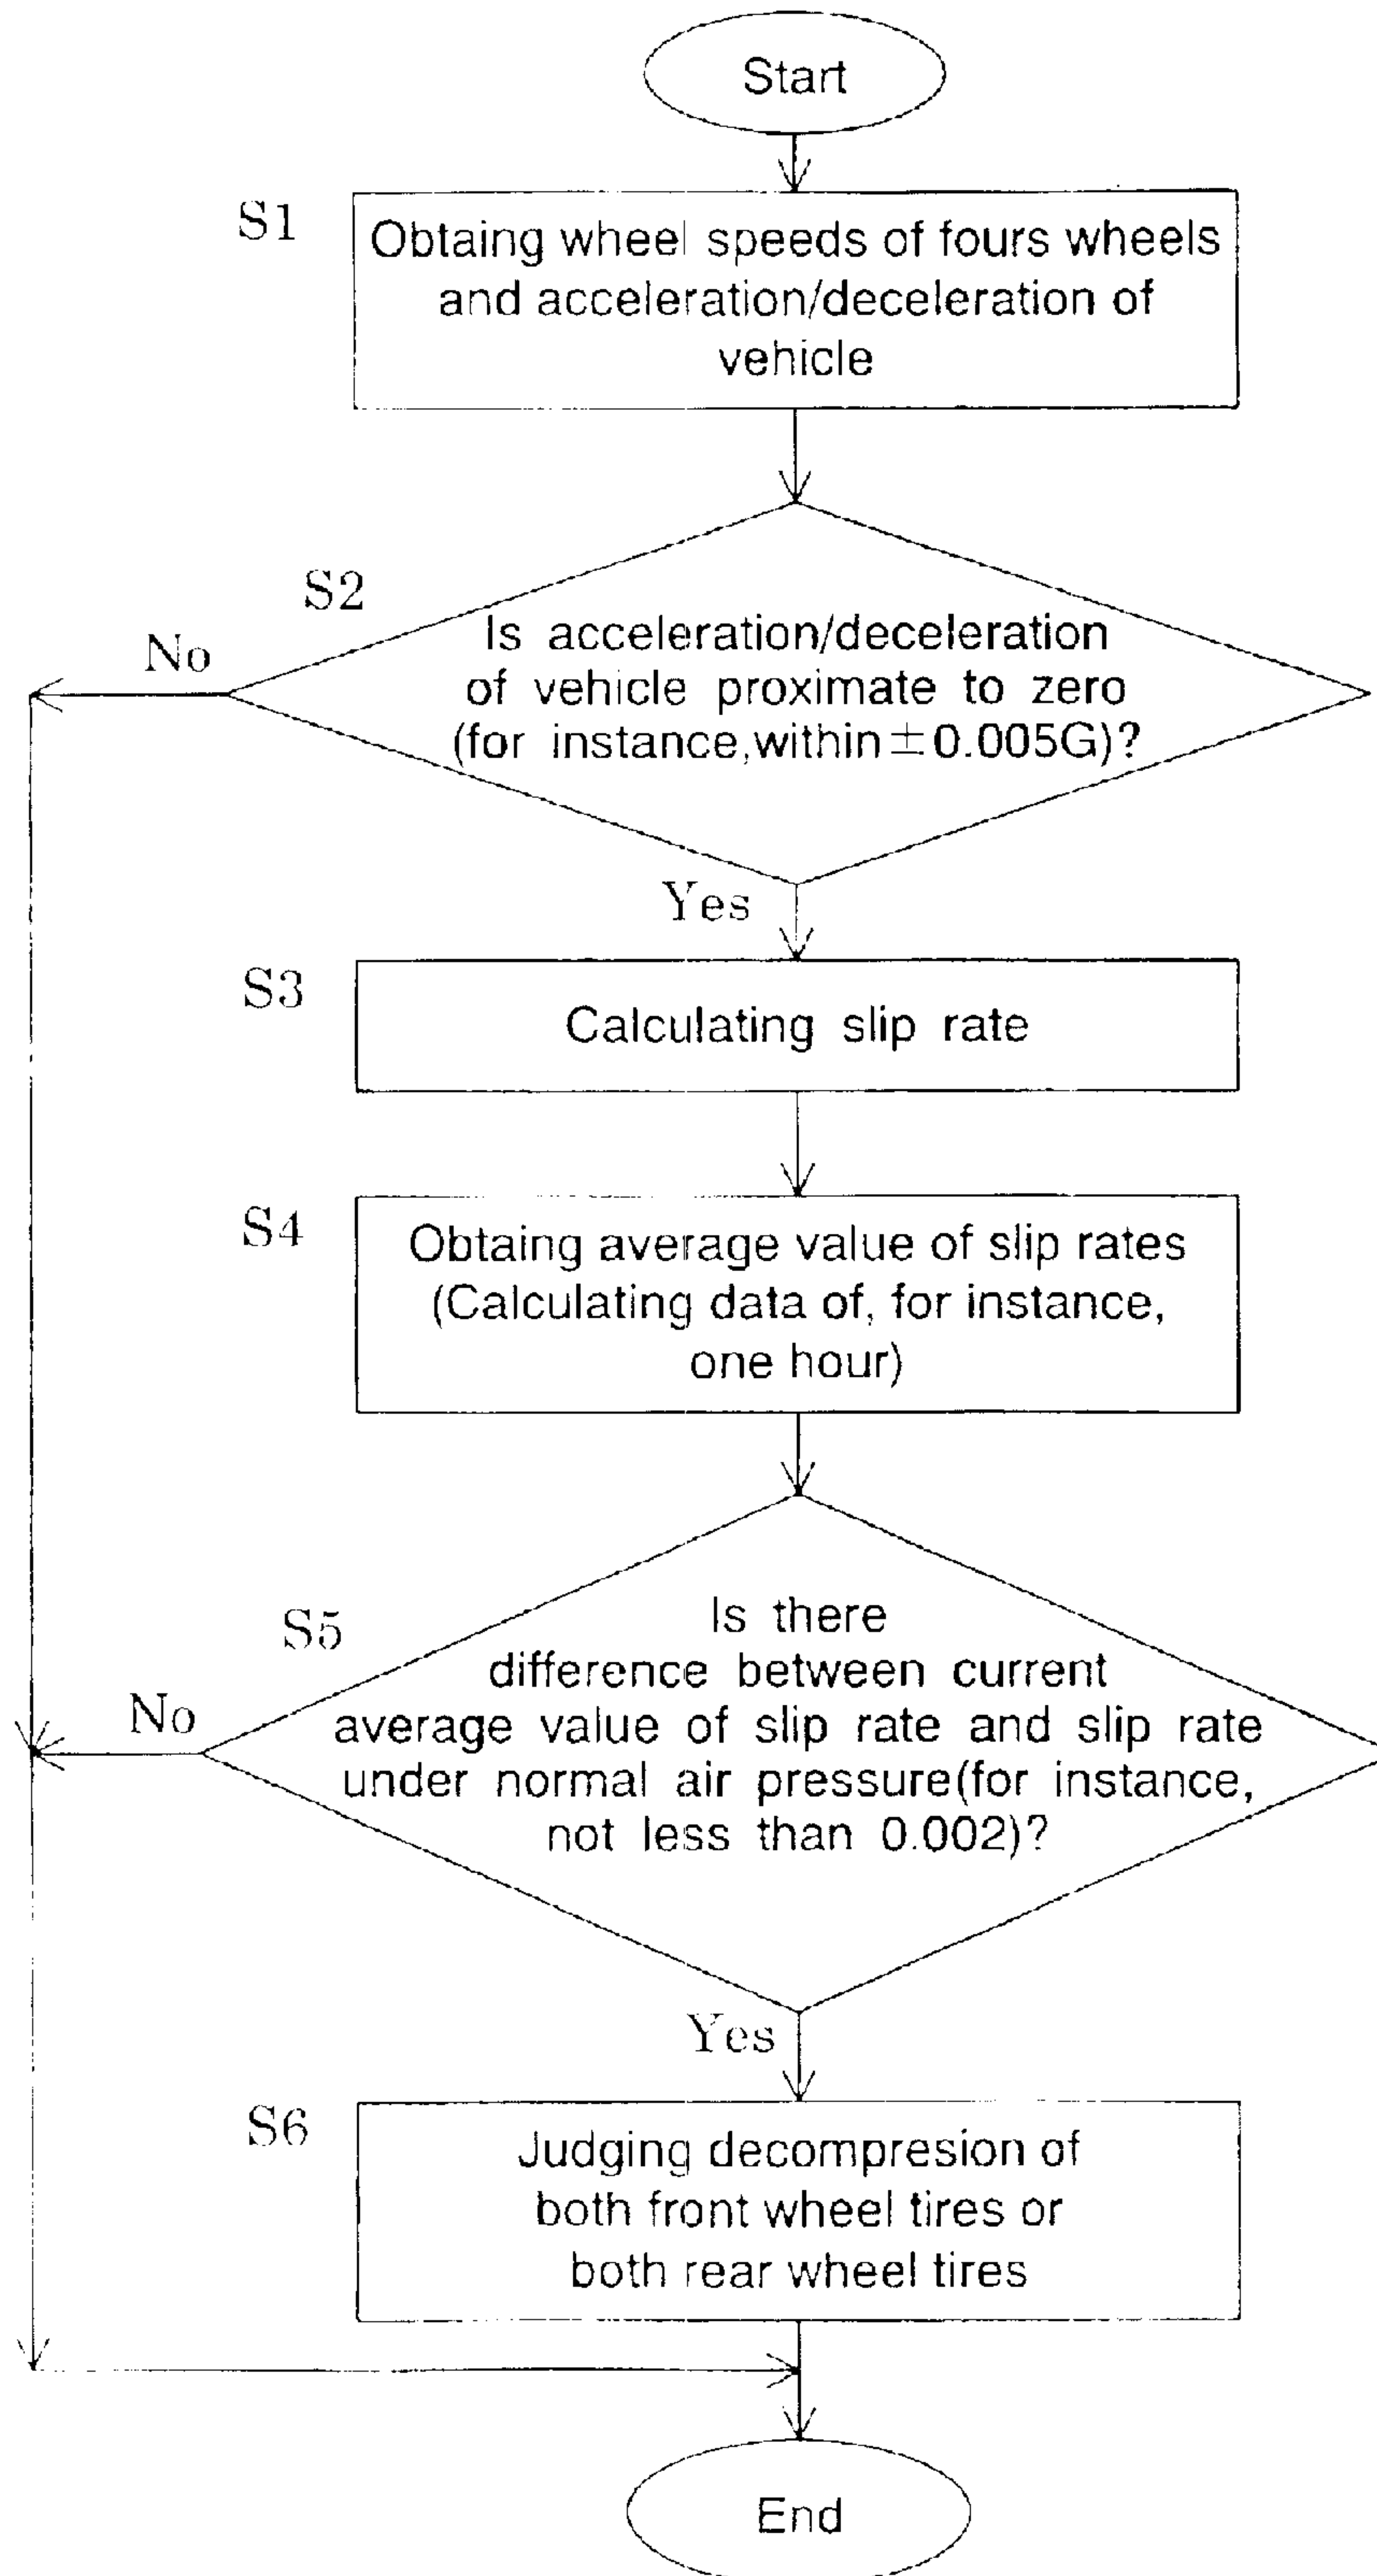 Start
S1
Obtaing wheel speeds of fours wheels
and acceleration/deceleration of
vehicle
S2
Is acceleration/deceleration
of vehicle proximate to zero
(for instance,within±0.005G)?
No
Yes
S3
Calculating slip rate
S4
Obtaing average value of slip rates
(Calculating data of, for instance,
one hour)
S5
Is there
difference between current
average value of slip rate and slip rate
under normal air pressure(for instance,
not less than 0.002)?
No
Yes
S6
Judging decompresion of
both front wheel tires or
both rear wheel tires
End